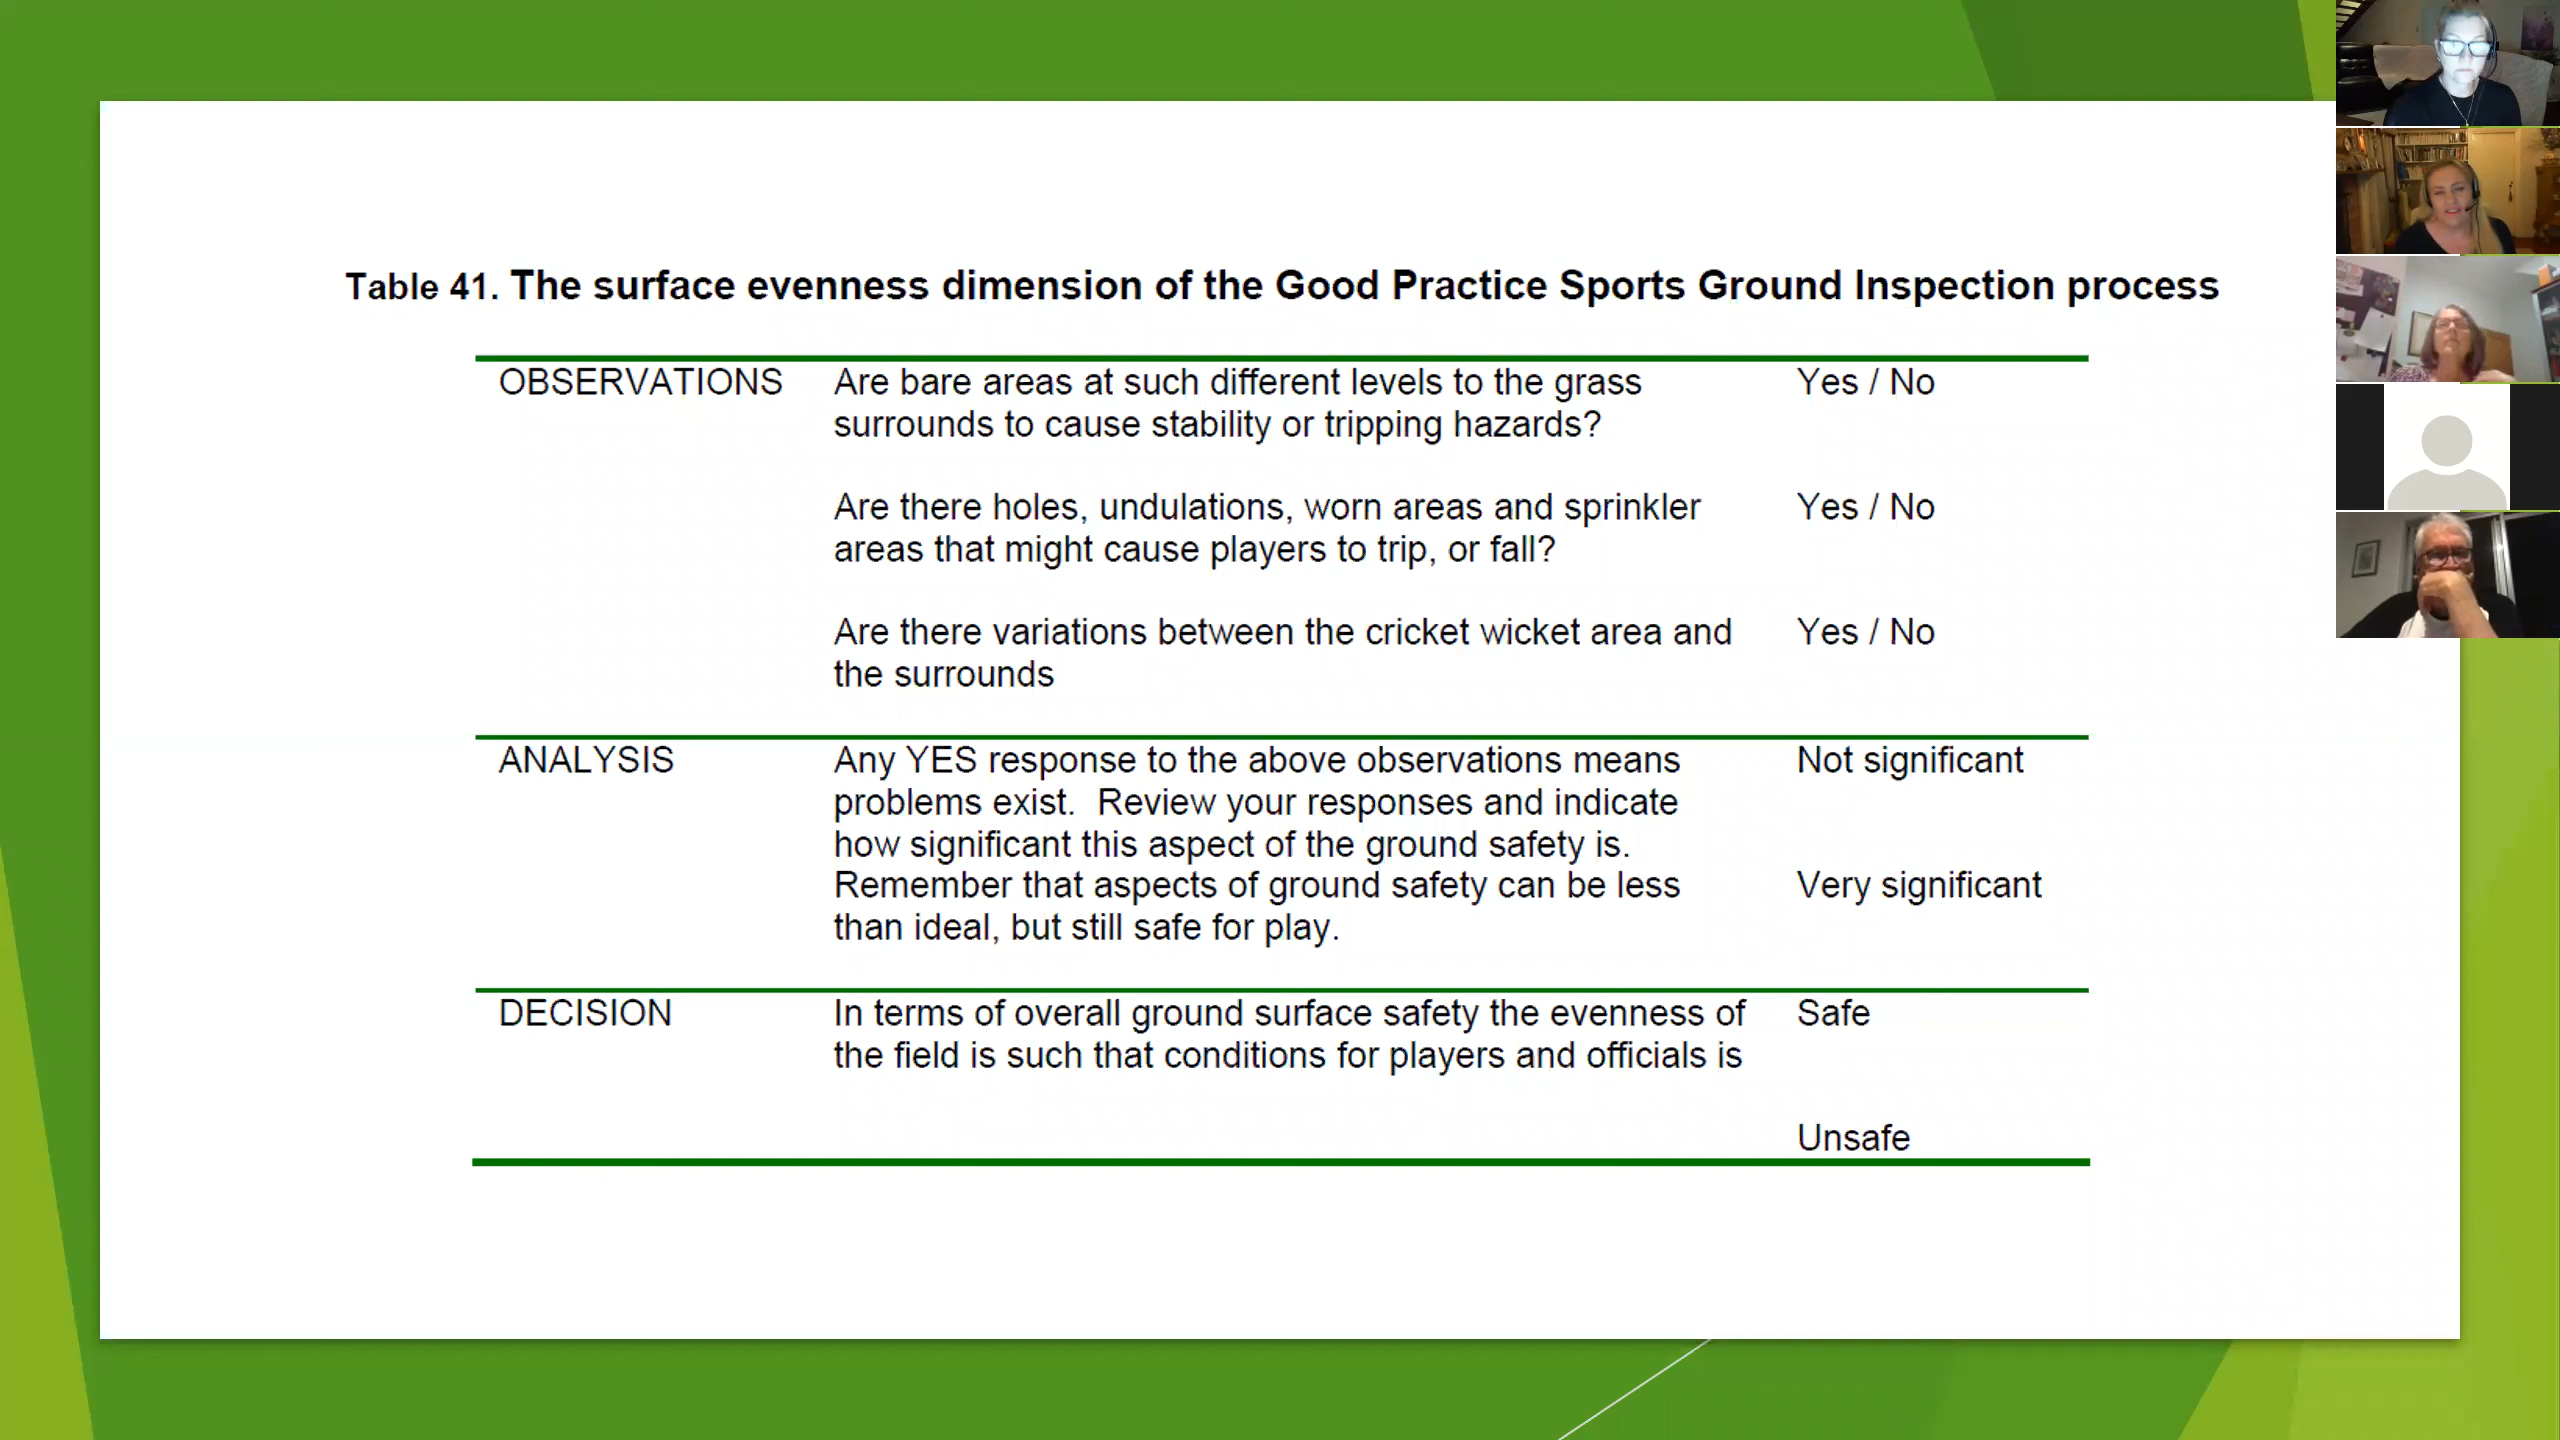 Table 41. The surface evenness dimension of the Good Practice Sports Ground Inspection process
OBSERVATIONS
Are bare areas at such different levels to the grass
surrounds to cause stability or tripping hazards?
Yes / No
Are there holes, undulations, worn areas and sprinkler
areas that might cause players to trip, or fall?
Yes / No
Are there variations between the cricket wicket area and
the surrounds
Yes / No
ANALYSIS
Any YES response to the above observations means
problems exist.  Review your responses and indicate
how significant this aspect of the ground safety is.
Remember that aspects of ground safety can be less
than ideal, but still safe for play.
Not significant
Very significant
DECISION
In terms of overall ground surface safety the evenness of
the field is such that conditions for players and officials is
Safe
Unsafe